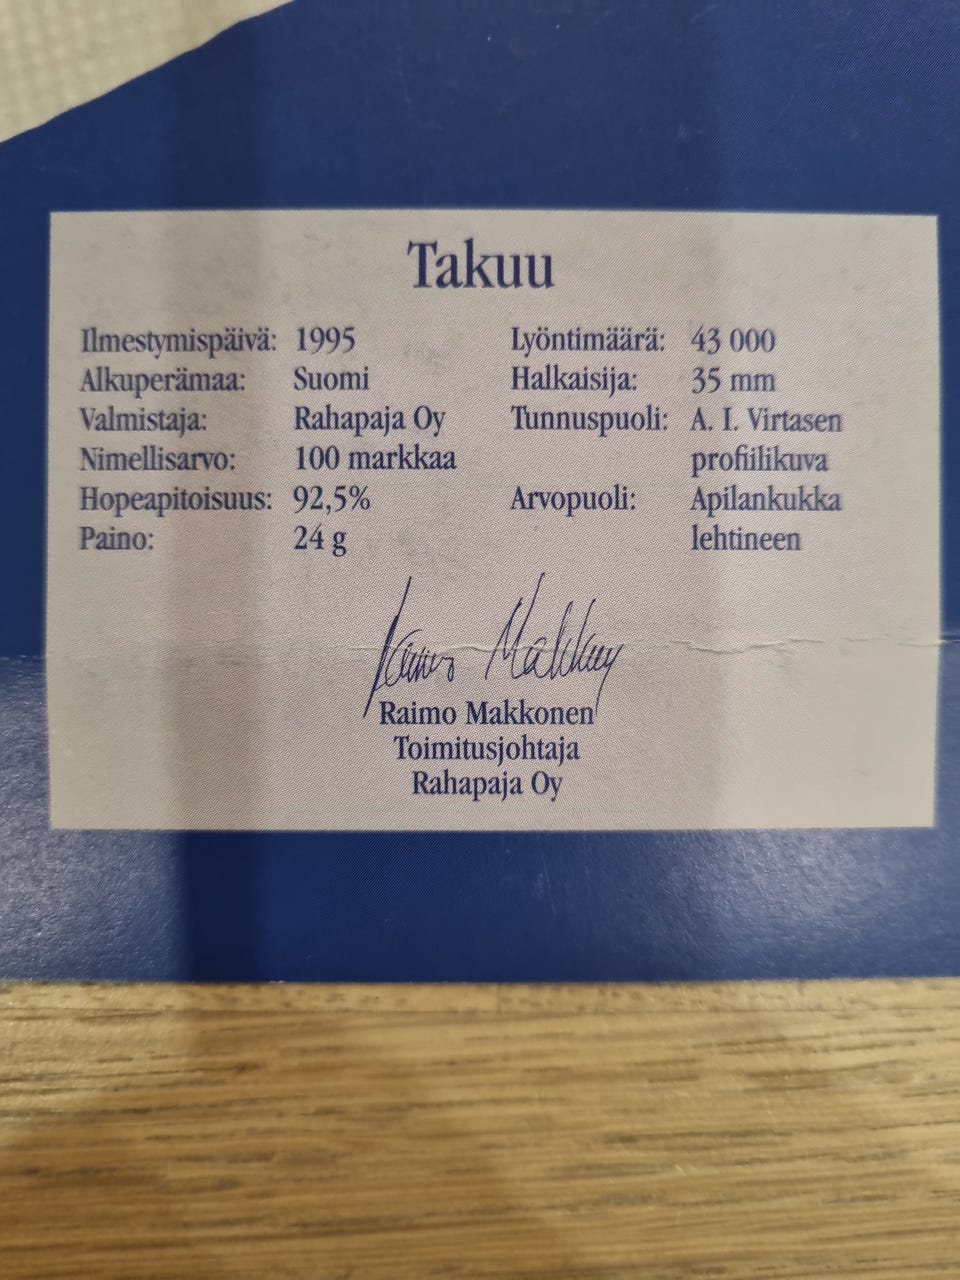 Takuu
Ilmestymispäivä: 1995
Alkuperämaa: Suomi
Valmistaja: Rahapaja Oy
Nimellisarvo: 100 markkaa
Hopeapitoisuus: 92,5%
Paino: 24 g
Lyöntimäärä: 43 000
Halkaisija: 35 mm
Tunnuspuoli: A. I. Virtasen
profiilikuva
Arvopuoli: Apilankukka
lehtineen
Raimo Makkonen
Toimitusjohtaja
Rahapaja Oy